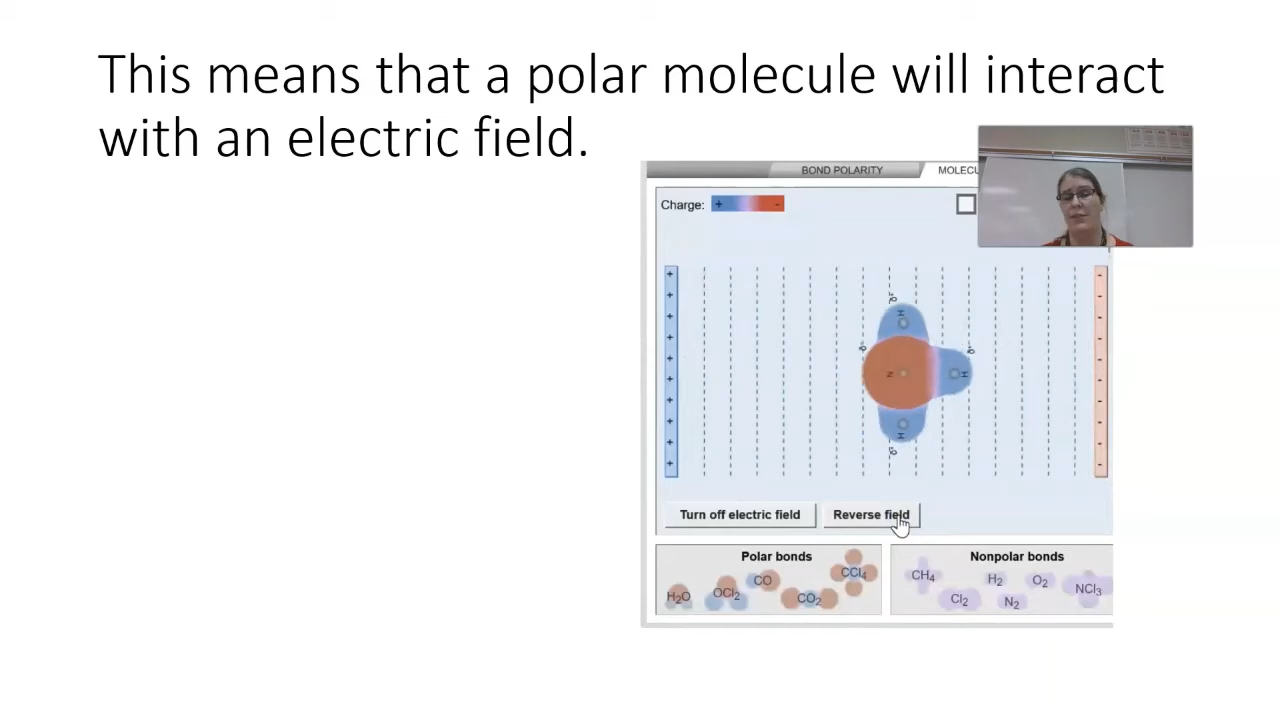 This means that a polar molecule will interact
with an electric field.
BOND POLARITY
MOLECU
Charge: + -
+ -
+ -
+ -
+ -
+ -
+ -
+ -
+ -
+ -
+ -
H
N
H
H
Turn off electric field
Reverse field
Polar bonds
H2O
OCl2
CO
CO2
CCl4
Nonpolar bonds
CH4
Cl2
H2
N2
O2
NCl3